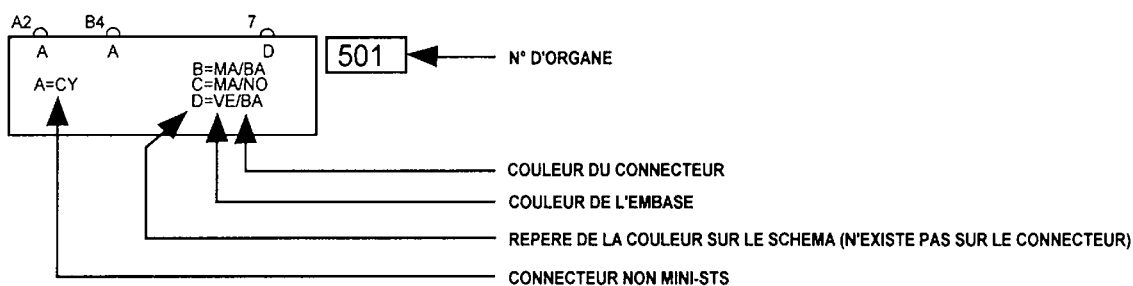 A2 B4 7
A A D
501
N° D'ORGANE
B=MA/BA
A=CY
C=MA/NO
D=VE/BA
COULEUR DU CONNECTEUR
COULEUR DE L'EMBASE
REPERE DE LA COULEUR SUR LE SCHEMA (N'EXISTE PAS SUR LE CONNECTEUR)
CONNECTEUR NON MINI-STS